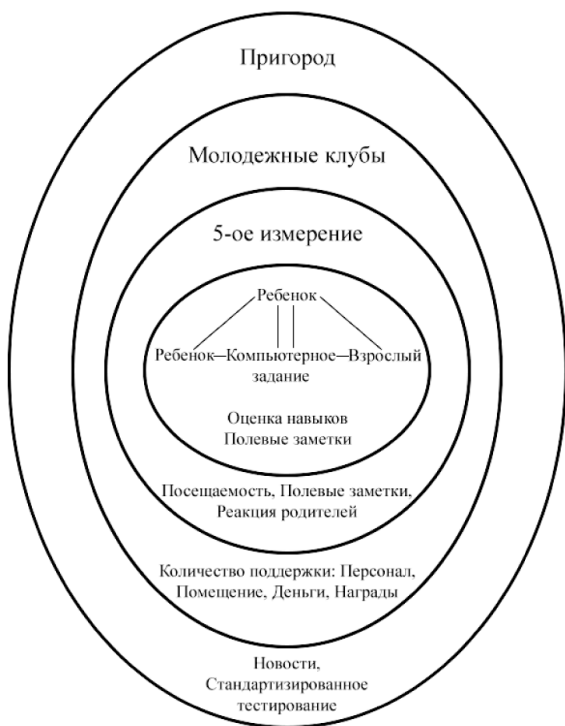 Пригород
Молодежные клубы
5-ое измерение
Ребенок
Ребенок—Компьютерное—Взрослый
задание
Оценка навыков
Полевые заметки
Посещаемость, Полевые заметки,
Реакция родителей
Количество поддержки: Персонал,
Помещение, Деньги, Награды
Новости,
Стандартизированное
тестирование